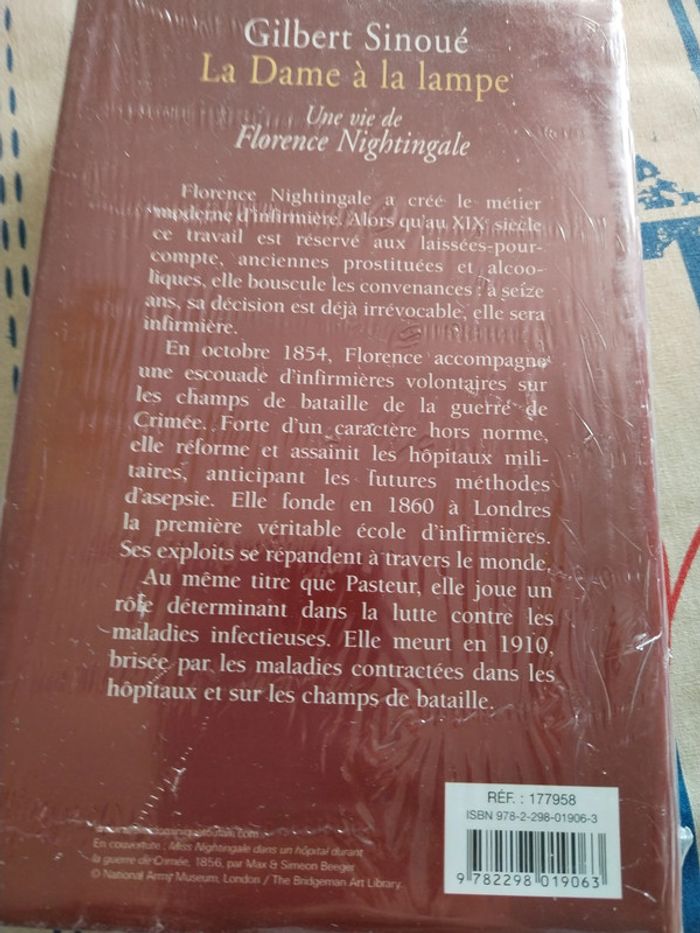 Gilbert Sinoué
La Dame à la lampe
Une vie de
Florence Nightingale
Florence Nightingale a créé le métier
moderne d'infirmière. Alors qu'au XIXe siècle
ce travail est réservé aux laissées-pour-
compte, anciennes prostituées et alcoo-
liques, elle bouscule les convenances : à seize
ans, sa décision est déjà irrévocable, elle sera
infirmière.
En octobre 1854, Florence accompagne
une escouade d'infirmières volontaires sur
les champs de bataille de la guerre de
Crimée. Forte d'un caractère hors norme,
elle réforme et assainit les hôpitaux mili-
taires, anticipant les futures méthodes
d'asepsie. Elle fonde en 1860 à Londres
la première véritable école d'infirmières.
Ses exploits se répandent à travers le monde.
Au même titre que Pasteur, elle joue un
rôle déterminant dans la lutte contre les
maladies infectieuses. Elle meurt en 1910,
brisée par les maladies contractées dans les
hôpitaux et sur les champs de bataille.
RÉF. : 177958
ISBN 978-2-298-01906-3
9 782298 019063
En couverture : Miss Nightingale dans un hôpital durant
la guerre de Crimée, 1856, par Max & Simeon Beeger
© National Army Museum, London / The Bridgeman Art Library.